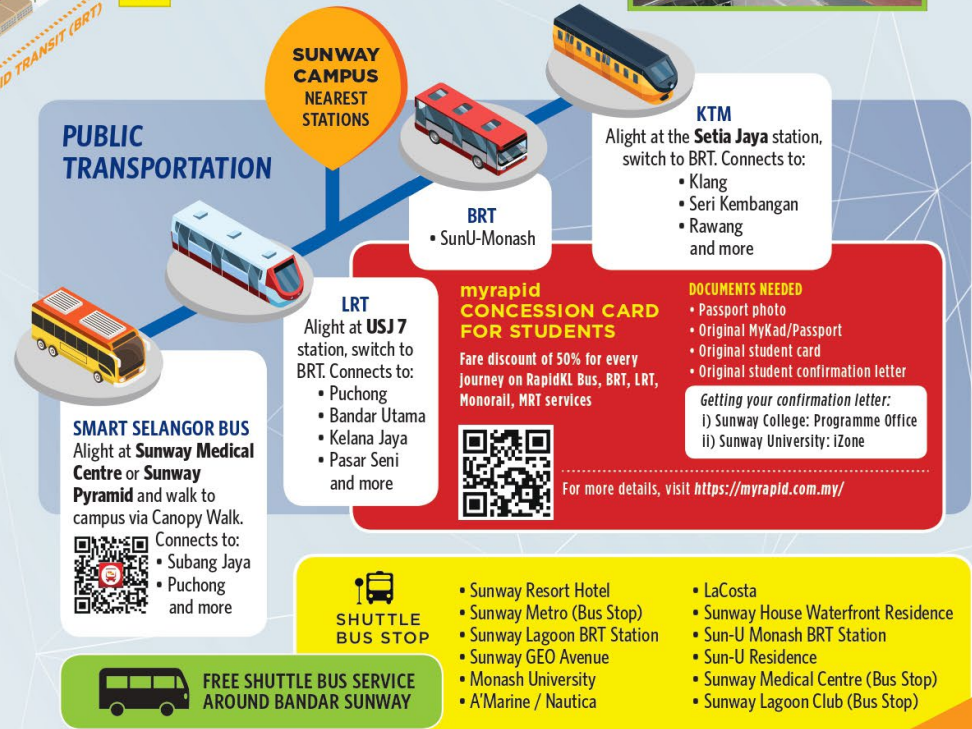 ID TRANSIT (BRT)
SUNWAY
CAMPUS
NEAREST
STATIONS
PUBLIC
TRANSPORTATION
KTM
Alight at the Setia Jaya station,
switch to BRT. Connects to:
• Klang
• Seri Kembangan
• Rawang
and more
BRT
• SunU-Monash
LRT
Alight at USJ 7
station, switch to
BRT. Connects to:
• Puchong
• Bandar Utama
• Kelana Jaya
• Pasar Seni
and more
SMART SELANGOR BUS
Alight at Sunway Medical
Centre or Sunway
Pyramid and walk to
campus via Canopy Walk.
Connects to:
• Subang Jaya
• Puchong
and more
myrapid
CONCESSION CARD
FOR STUDENTS
Fare discount of 50% for every
journey on RapidKL Bus, BRT, LRT,
Monorail, MRT services
DOCUMENTS NEEDED
• Passport photo
• Original MyKad/Passport
• Original student card
• Original student confirmation letter
Getting your confirmation letter:
i) Sunway College: Programme Office
ii) Sunway University: iZone
For more details, visit https://myrapid.com.my/
SHUTTLE
BUS STOP
• Sunway Resort Hotel
• Sunway Metro (Bus Stop)
• Sunway Lagoon BRT Station
• Sunway GEO Avenue
• Monash University
• A'Marine / Nautica
• LaCosta
• Sunway House Waterfront Residence
• Sun-U Monash BRT Station
• Sun-U Residence
• Sunway Medical Centre (Bus Stop)
• Sunway Lagoon Club (Bus Stop)
FREE SHUTTLE BUS SERVICE
AROUND BANDAR SUNWAY